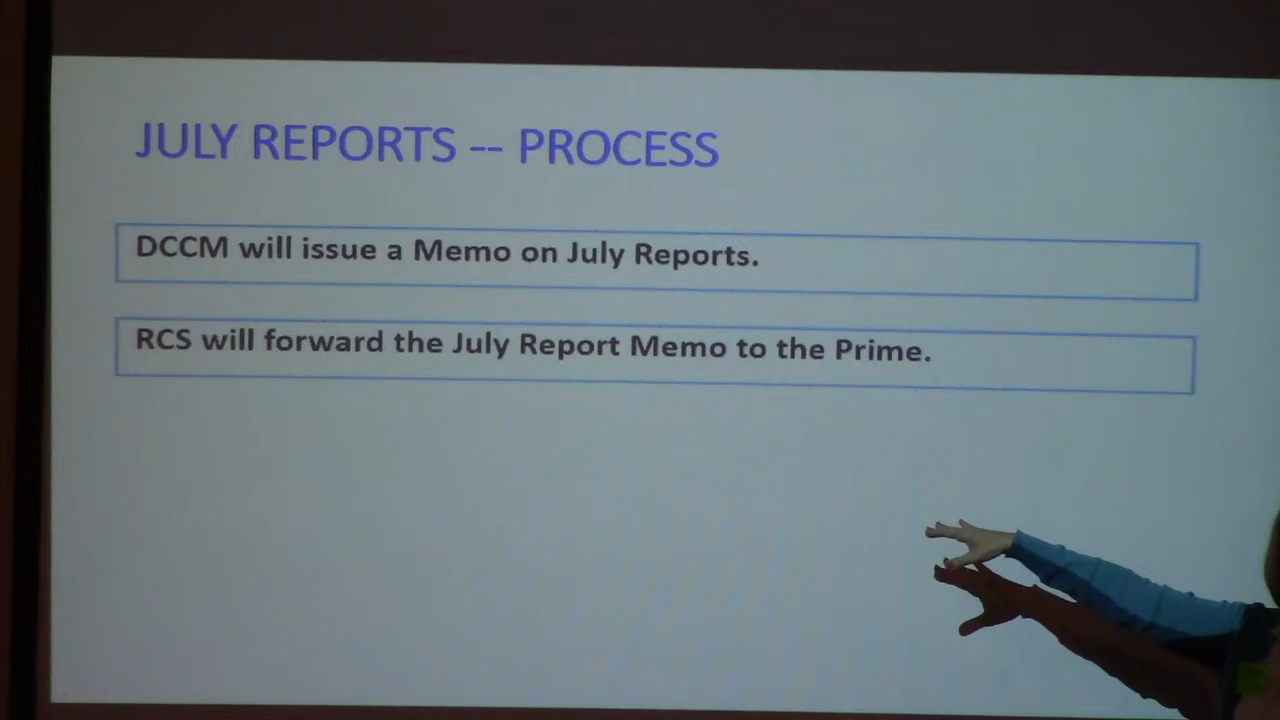 JULY REPORTS -- PROCESS
DCCM will issue a Memo on July Reports.
RCS will forward the July Report Memo to the Prime.